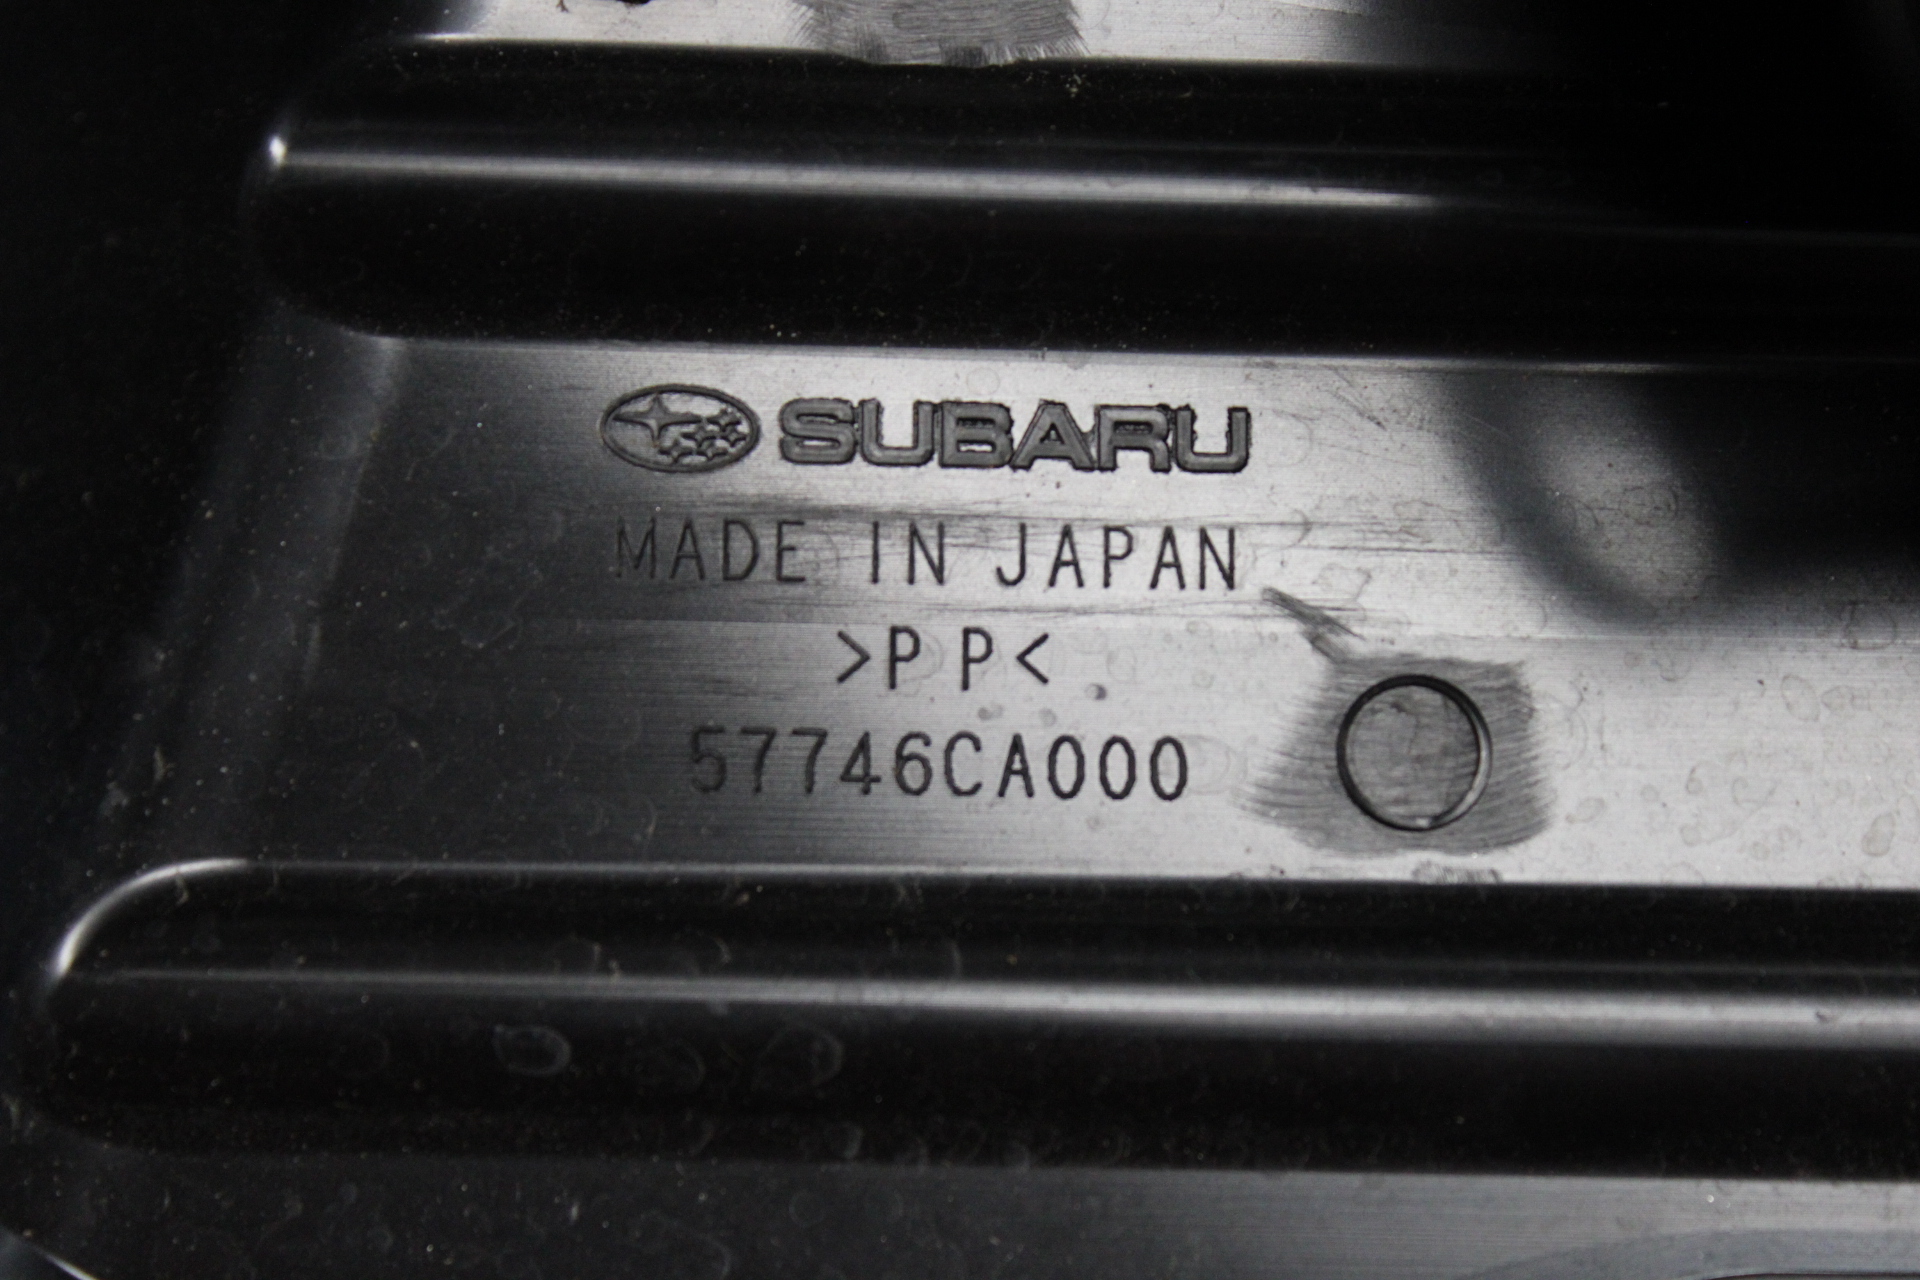 SUBARU
MADE IN JAPAN
>PP<
57746CA000